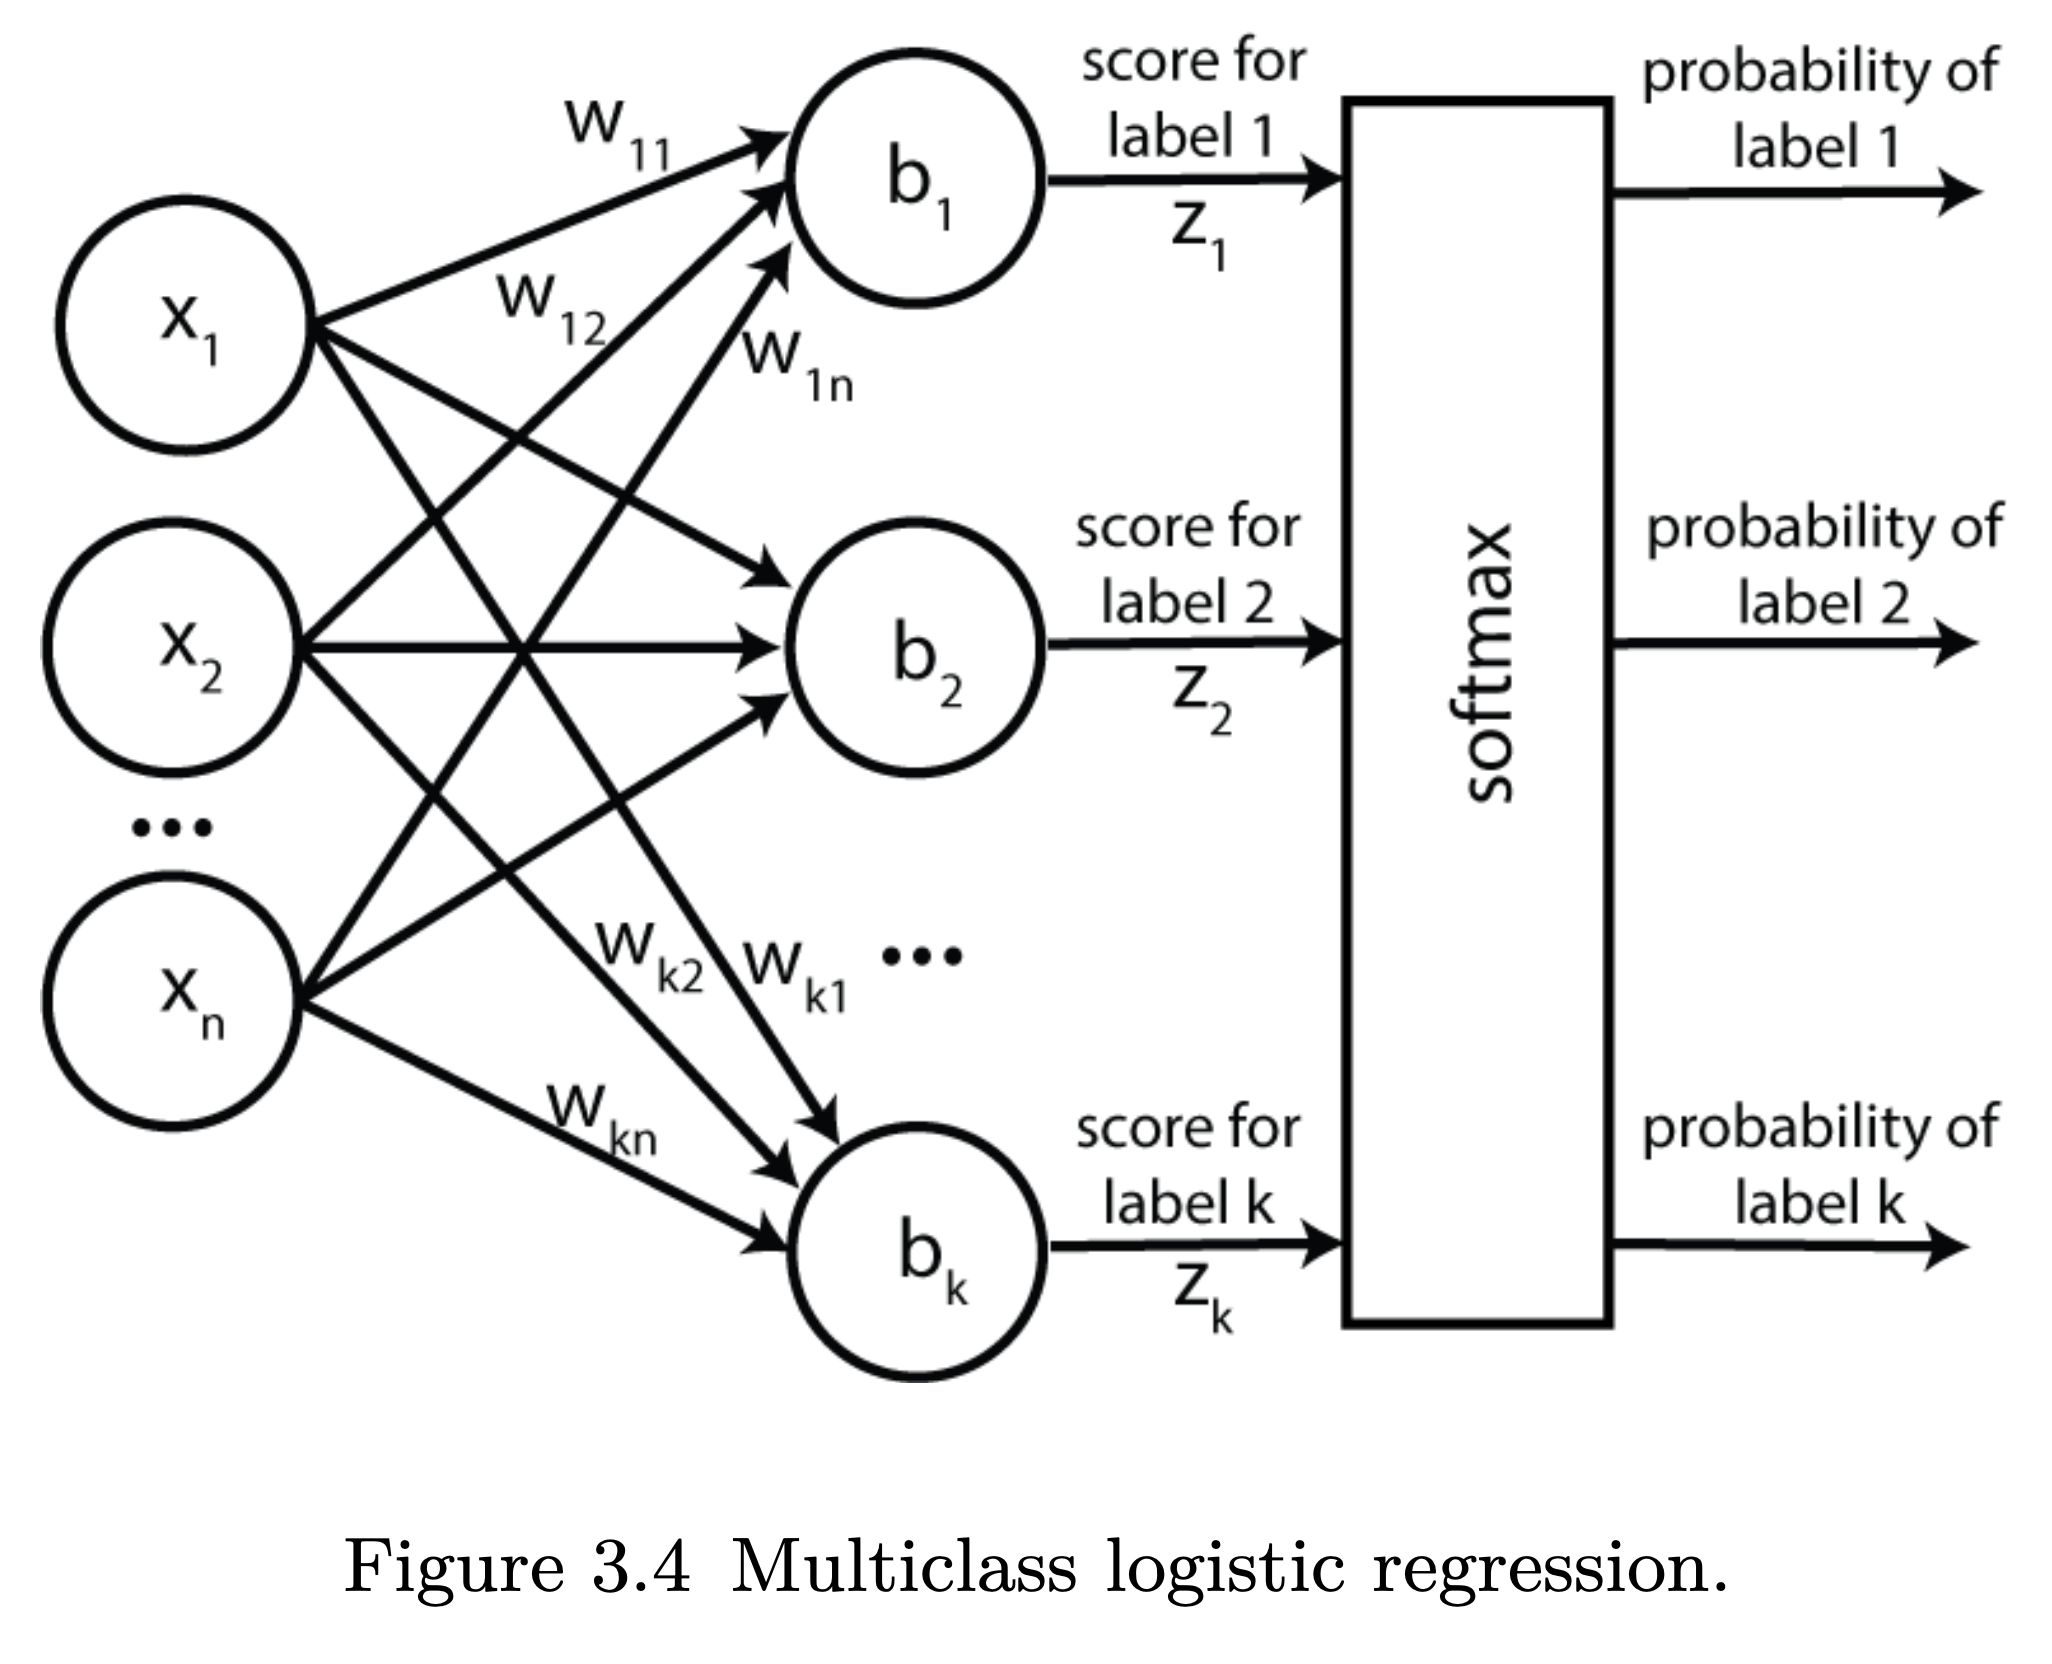 w11
w12
w1n
x1
x2
...
xn
wk2
wk1
wkn
b1
b2
...
bk
score for
label 1
z1
score for
label 2
z2
score for
label k
zk
softmax
probability of
label 1
probability of
label 2
probability of
label k
Figure 3.4 Multiclass logistic regression.